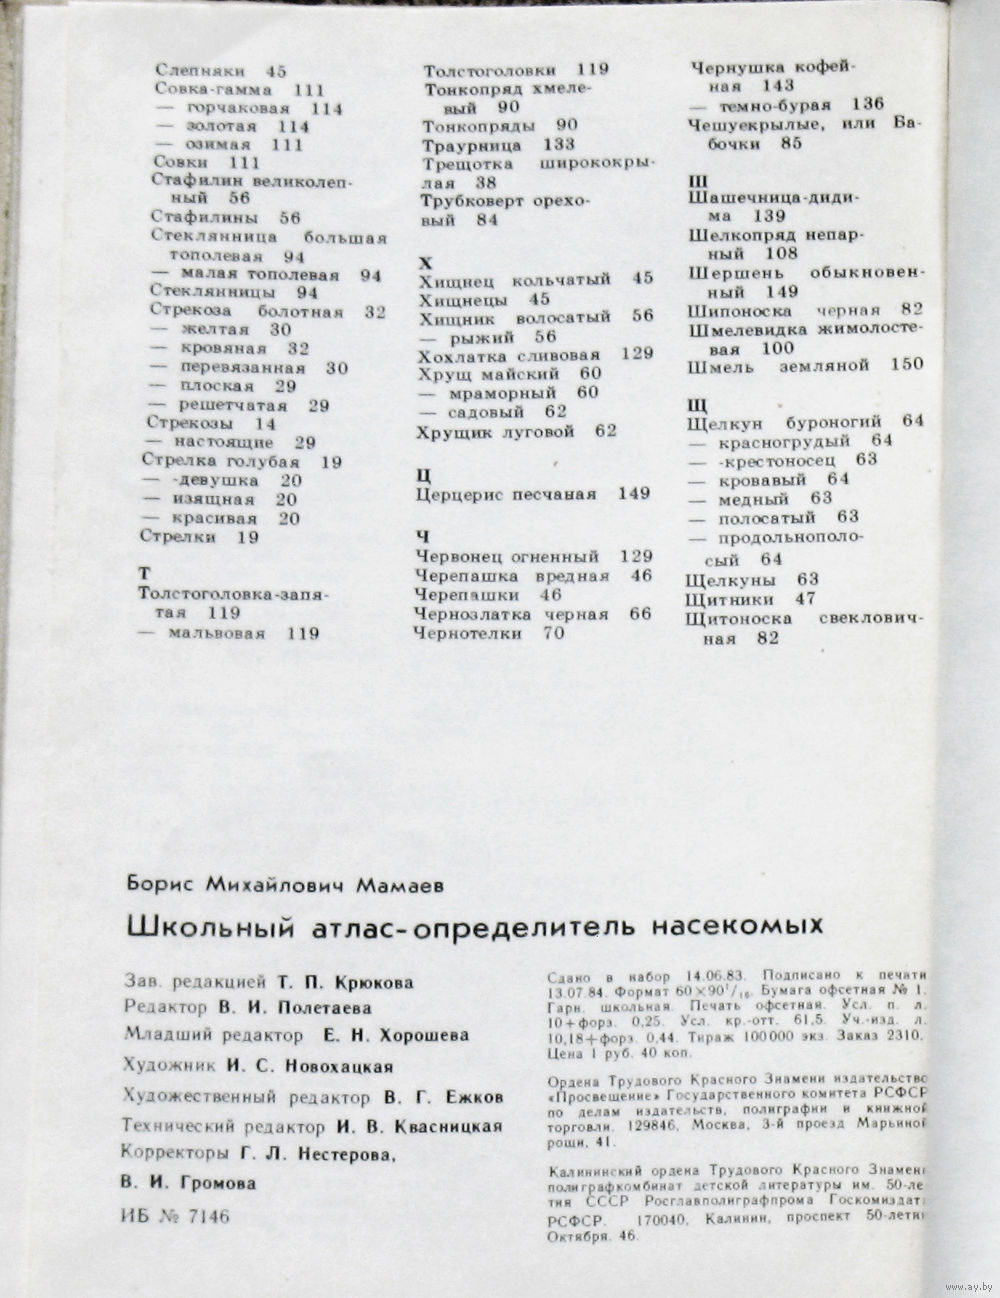 Слепняки 45
Совка-гамма 111
— горчаковая 114
— золотая 114
— озимая 111
Совки 111
Стафилин великолеп-
ный 56
Стафилины 56
Стеклянница большая
тополевая 94
— малая тополевая 94
Стеклянницы 94
Стрекоза болотная 32
— желтая 30
— кровяная 32
— перевязанная 30
— плоская 29
— решетчатая 29
Стрекозы 14
— настоящие 29
Стрелка голубая 19
— -девушка 20
— изящная 20
— красивая 20
Стрелки 19
Т
Толстоголовка-запя-
тая 119
— мальвовая 119
Толстоголовки 119
Тонкопряд хмеле-
вый 90
Тонкопряды 90
Траурница 133
Трещотка ширококры-
лая 38
Трубковерт орехо-
вый 84
Х
Хищнец кольчатый 45
Хищнецы 45
Хищник волосатый 56
— рыжий 56
Хохлатка сливовая 129
Хрущ майский 60
— мраморный 60
— садовый 62
Хрущик луговой 62
Ц
Церцерис песчаная 149
Ч
Червонец огненный 129
Черепашка вредная 46
Черепашки 46
Чернозлатка черная 66
Чернотелки 70
Чернушка кофей-
ная 143
— темно-бурая 136
Чешуекрылые, или Ба-
бочки 85
Ш
Шашечница-диди-
ма 139
Шелкопряд непар-
ный 108
Шершень обыкновен-
ный 149
Шипоноска черная 82
Шмелевидка жимолосте-
вая 100
Шмель земляной 150
Щ
Щелкун буроногий 64
— красногрудый 64
— -крестоносец 63
— кровавый 64
— медный 63
— полосатый 63
— продольнополо-
сый 64
Щелкуны 63
Щитники 47
Щитоноска свеклович-
ная 82
Борис Михайлович Мамаев
Школьный атлас-определитель насекомых
Зав. редакцией Т. П. Крюкова
Редактор В. И. Полетаева
Младший редактор Е. Н. Хорошева
Художник И. С. Новохацкая
Художественный редактор В. Г. Ежков
Технический редактор И. В. Квасницкая
Корректоры Г. Л. Нестерова,
В. И. Громова
ИБ № 7146
Сдано в набор 14.06.83. Подписано к печати
13.07.84. Формат 60×90¹/₁₆. Бумага офсетная № 1.
Гарн. школьная. Печать офсетная. Усл. п. л.
10+форз. 0,25. Усл. кр.-отт. 61,5. Уч.-изд. л.
10,18+форз. 0,44. Тираж 100000 экз. Заказ 2310.
Цена 1 руб. 40 коп.
Ордена Трудового Красного Знамени издательство
«Просвещение» Государственного комитета РСФСР
по делам издательств, полиграфии и книжной
торговли. 129846, Москва, 3-й проезд Марьиной
рощи, 41.
Калининский ордена Трудового Красного Знамени
полиграфкомбинат детской литературы им. 50-ле
тия СССР Росглавполиграфпрома Госкомиздат
РСФСР. 170040, Калинин, проспект 50-лети
Октября, 46.
www.ay.by